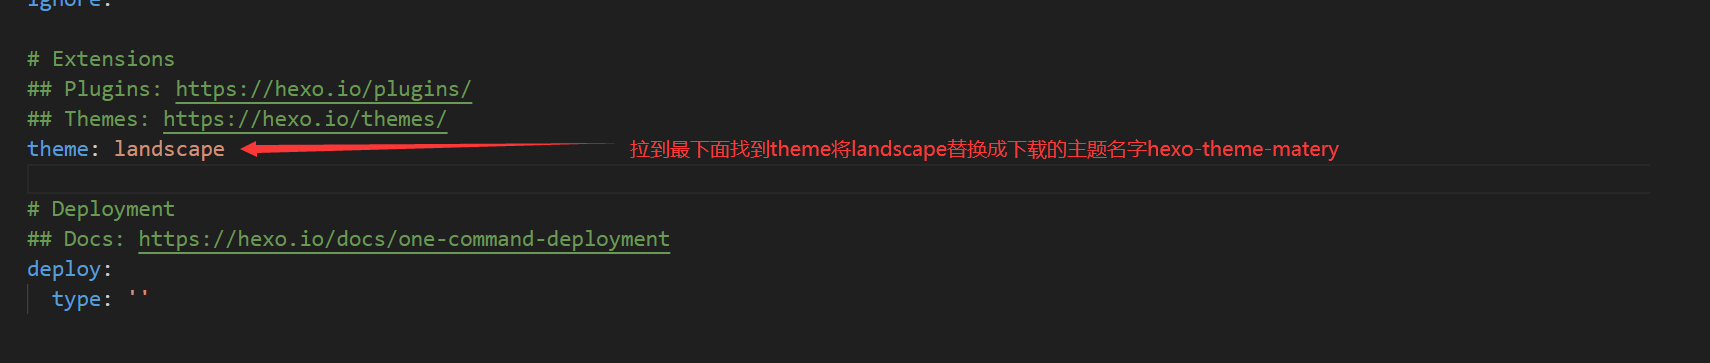 ignore:
# Extensions
## Plugins: https://hexo.io/plugins/
## Themes: https://hexo.io/themes/
theme: landscape 拉到最下面找到theme将landscape替换成下载的主题名字hexo-theme-matery
# Deployment
## Docs: https://hexo.io/docs/one-command-deployment
deploy:
type: ''